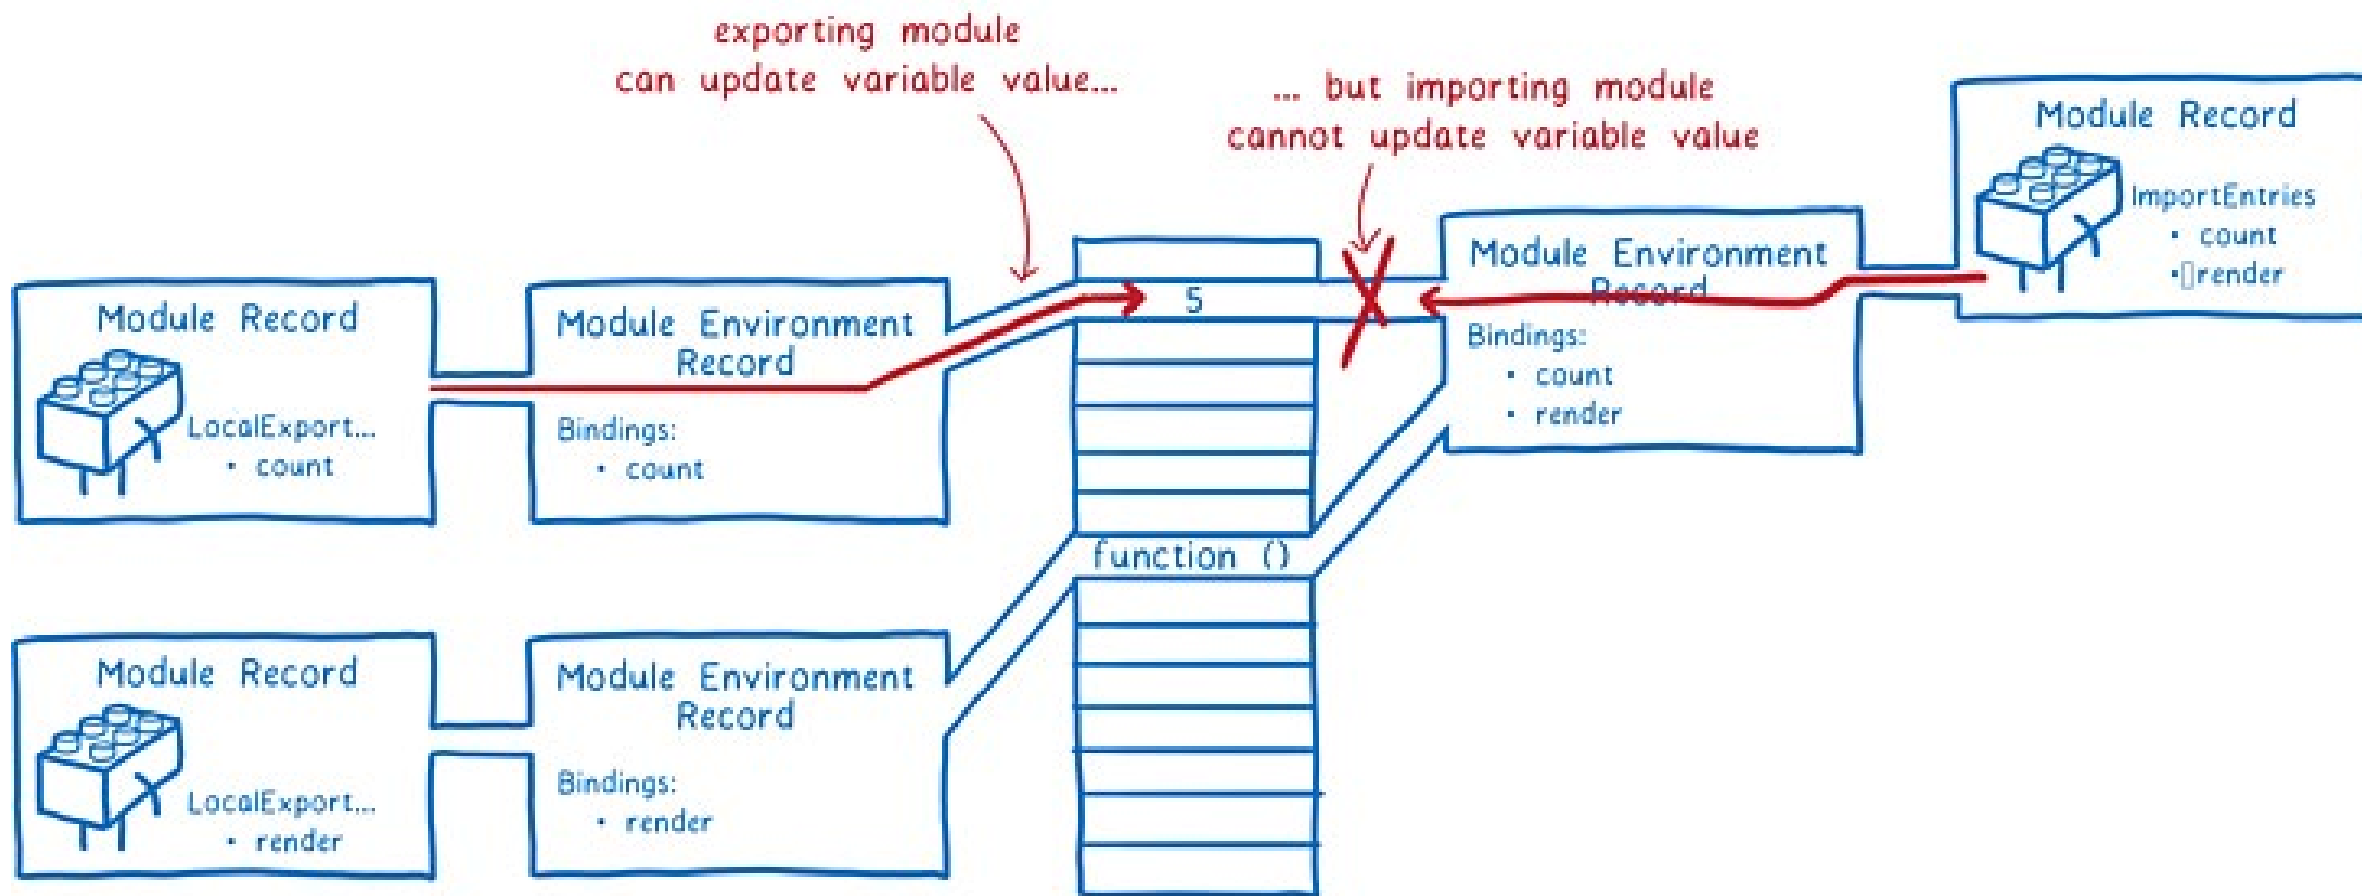 exporting module
can update variable value...
... but importing module
cannot update variable value
Module Record
ImportEntries
• count
•▯render
Module Environment
Record
Bindings:
• count
• render
5
Module Record
LocalExport...
• count
Module Environment
Record
Bindings:
• count
function ()
Module Record
LocalExport...
• render
Module Environment
Record
Bindings:
• render